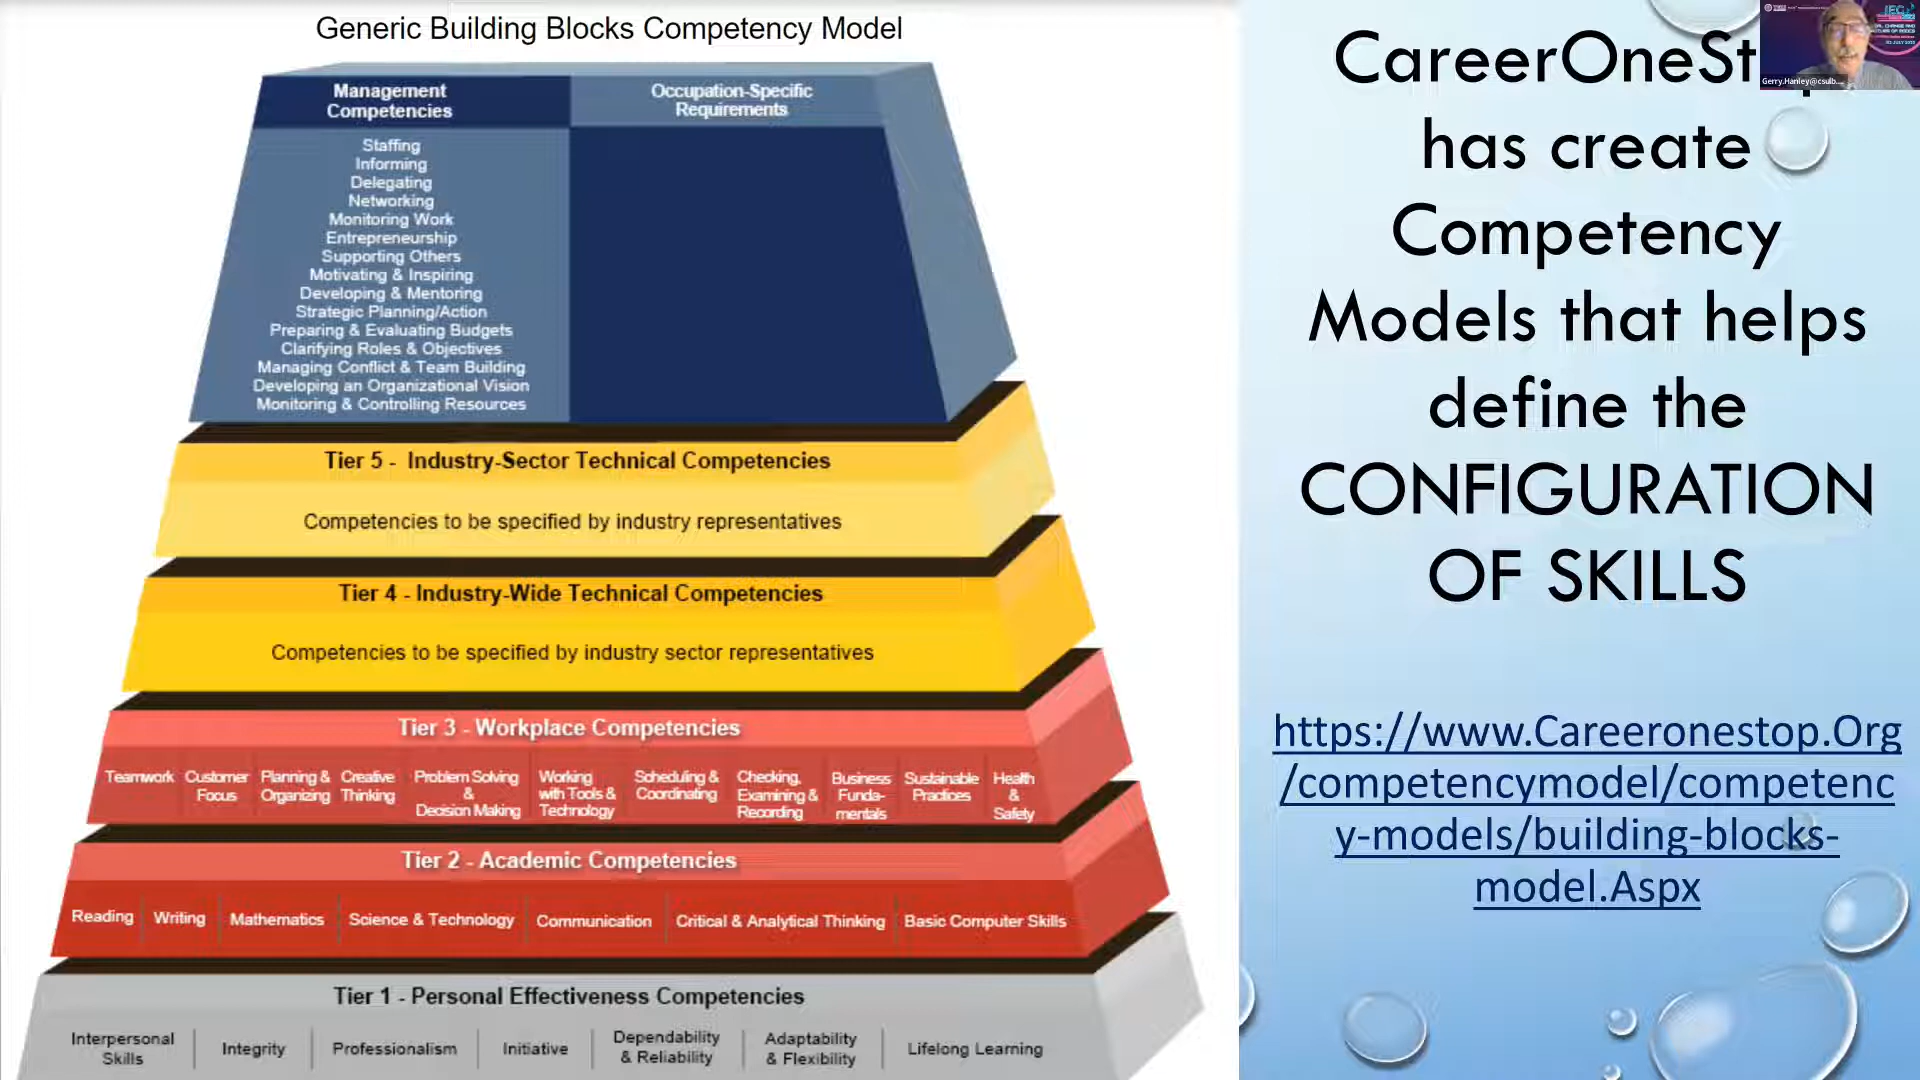 Generic Building Blocks Competency Model
Management
Competencies
Occupation-Specific
Requirements
Staffing
Informing
Delegating
Networking
Monitoring Work
Entrepreneurship
Supporting Others
Motivating & Inspiring
Developing & Mentoring
Strategic Planning/Action
Preparing & Evaluating Budgets
Clarifying Roles & Objectives
Managing Conflict & Team Building
Developing an Organizational Vision
Monitoring & Controlling Resources
Tier 5 - Industry-Sector Technical Competencies
Competencies to be specified by industry representatives
Tier 4 - Industry-Wide Technical Competencies
Competencies to be specified by industry sector representatives
Tier 3 - Workplace Competencies
Teamwork
Customer
Focus
Planning &
Organizing
Creative
Thinking
Problem Solving
&
Decision Making
Working
with Tools &
Technology
Scheduling &
Coordinating
Checking,
Examining &
Recording
Business
Funda-
mentals
Sustainable
Practices
Health
&
Safety
Tier 2 - Academic Competencies
Reading
Writing
Mathematics
Science & Technology
Communication
Critical & Analytical Thinking
Basic Computer Skills
Tier 1 - Personal Effectiveness Competencies
Interpersonal
Skills
Integrity
Professionalism
Initiative
Dependability
& Reliability
Adaptability
& Flexibility
Lifelong Learning
CareerOneSt
has create
Competency
Models that helps
define the
CONFIGURATION
OF SKILLS
https://www.Careeronestop.Org
/competencymodel/competenc
y-models/building-blocks-
model.Aspx
Gerry.Hanley@csulb...